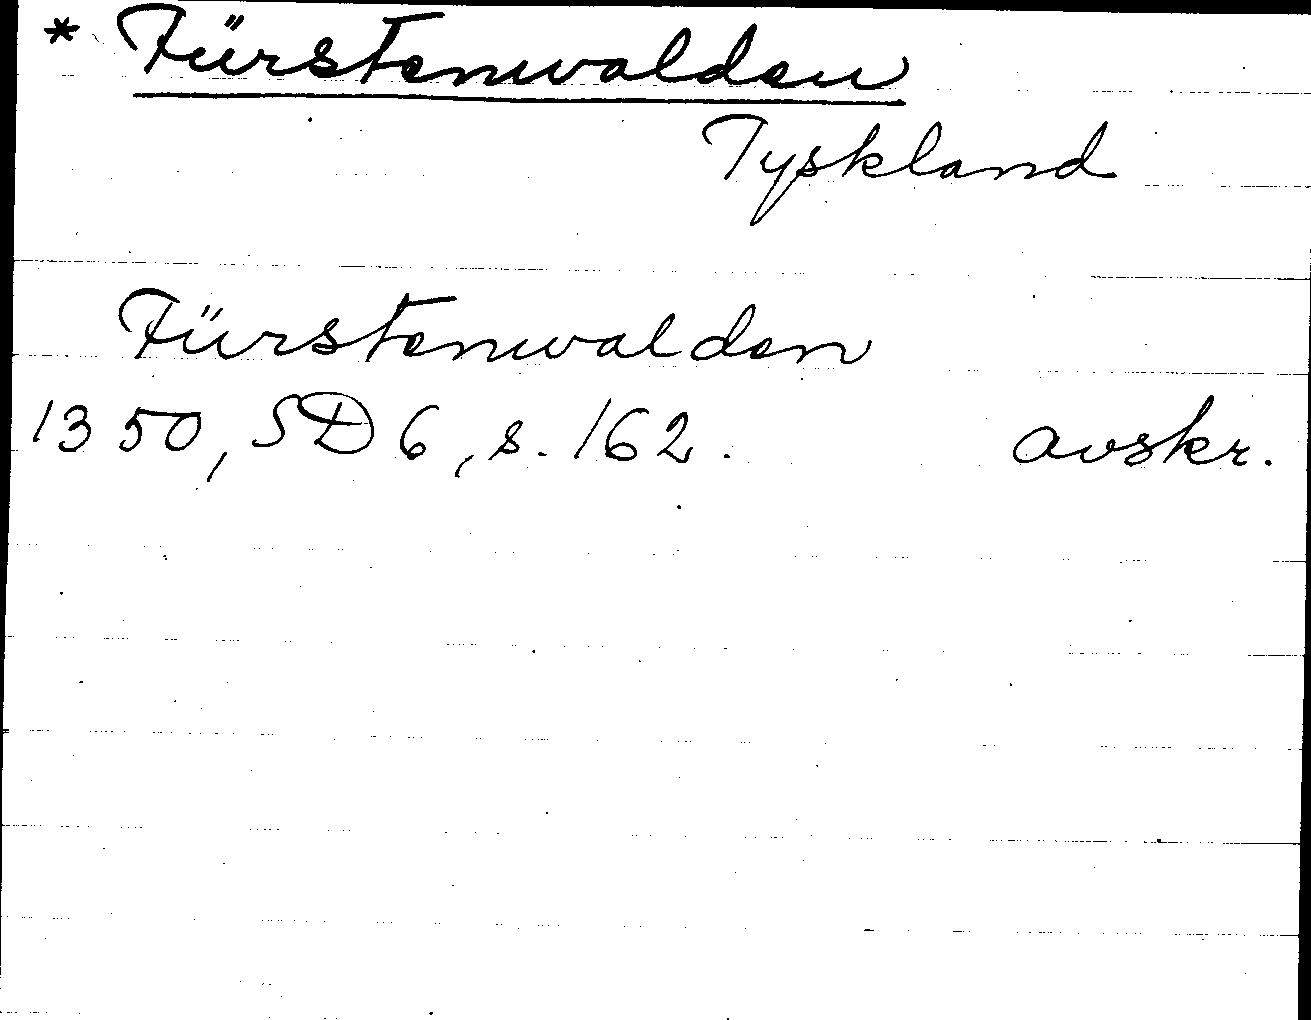 * Fürstenwalden
Tyskland
Fürstenwalden
1350, SD 6, s. 162. avskr.